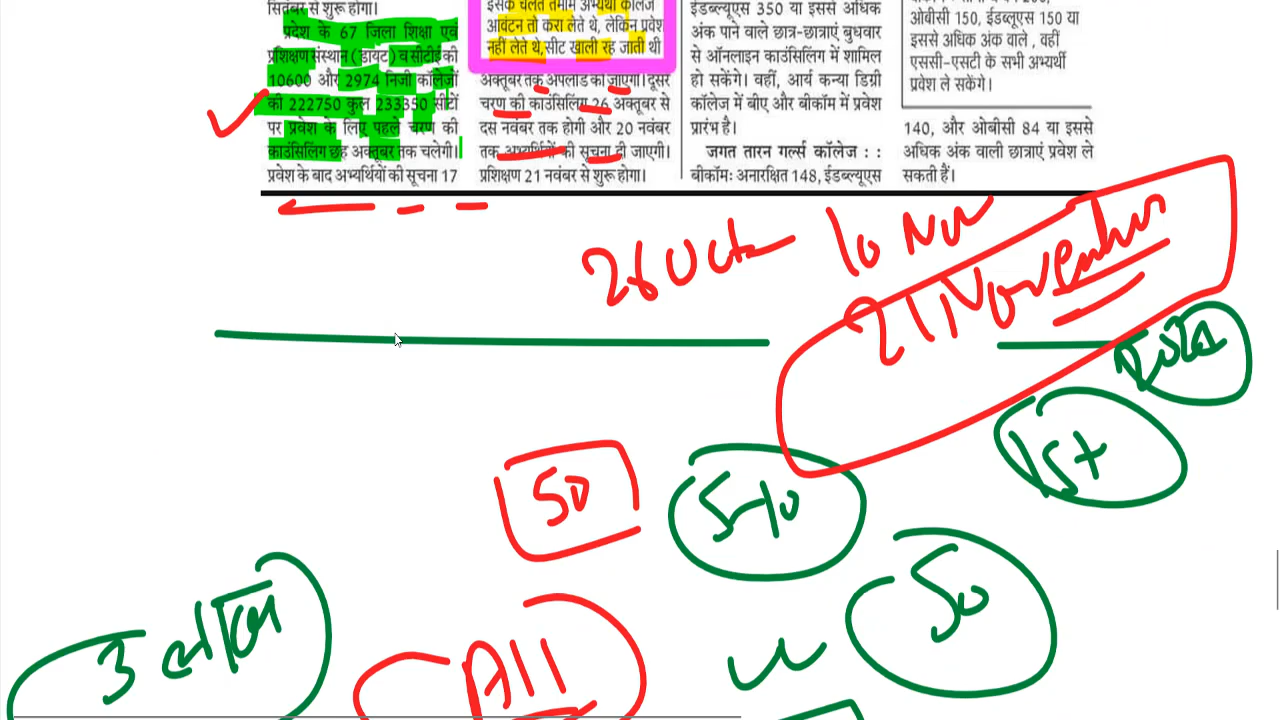 सितंबर से शुरू होगा।
प्रदेश के 67 जिला शिक्षा एवं
प्रशिक्षण संस्थान (डायट) व सीटीई की
10600 और 2974 निजी कॉलेजों
की 222750 कुल 233350 सीटों
पर प्रवेश के लिए पहले चरण की
काउंसिलिंग छह अक्तूबर तक चलेगी।
प्रवेश के बाद अभ्यर्थियों की सूचना 17
इसके चलते तमाम अभ्यर्थी कॉलेज
आवंटन तो करा लेते थे, लेकिन प्रवेश
नहीं लेते थे, सीट खाली रह जाती थी
अक्तूबर तक अपलोड की जाएगी। दूसरे
चरण की काउंसिलिंग 26 अक्तूबर से
दस नवंबर तक होगी और 20 नवंबर
तक अभ्यर्थियों की सूचना दी जाएगी।
प्रशिक्षण 21 नवंबर से शुरू होगा।
ईडब्ल्यूएस 350 या इससे अधिक
अंक पाने वाले छात्र-छात्राएं बुधवार
से ऑनलाइन काउंसिलिंग में शामिल
हो सकेंगे। वहीं, आर्य कन्या डिग्री
कॉलेज में बीए और बीकॉम में प्रवेश
प्रारंभ है।
जगत तारन गर्ल्स कॉलेज : :
बीकॉमः अनारक्षित 148, ईडब्ल्यूएस
ओबीसी 150, ईडब्लूएस 150 या
इससे अधिक अंक वाले , वहीं
एससी-एसटी के सभी अभ्यर्थी
प्रवेश ले सकेंगे।
140, और ओबीसी 84 या इससे
अधिक अंक वाली छात्राएं प्रवेश ले
सकती हैं।
10 Nov
21 November
1st
50
50
3
All